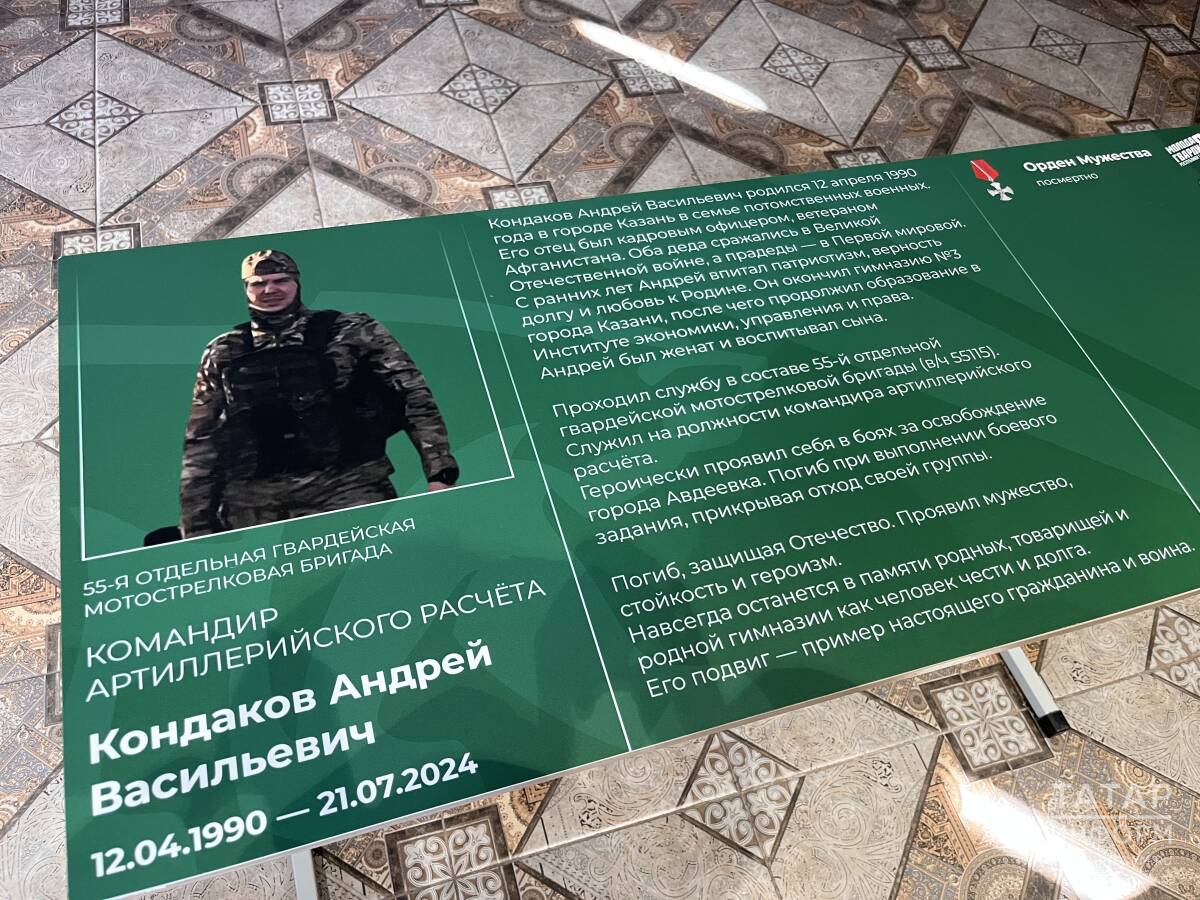 55-Я ОТДЕЛЬНАЯ ГВАРДЕЙСКАЯ
МОТОСТРЕЛКОВАЯ БРИГАДА
КОМАНДИР
АРТИЛЛЕРИЙСКОГО РАСЧЁТА
Кондаков Андрей
Васильевич
12.04.1990 — 21.07.2024
Кондаков Андрей Васильевич родился 12 апреля 1990
года в городе Казань в семье потомственных военных.
Его отец был кадровым офицером, ветераном
Афганистана. Оба деда сражались в Великой
Отечественной войне, а прадеды — в Первой мировой.
С ранних лет Андрей впитал патриотизм, верность
долгу и любовь к Родине. Он окончил гимназию №3
города Казани, после чего продолжил образование в
Институте экономики, управления и права.
Андрей был женат и воспитывал сына.
Проходил службу в составе 55-й отдельной
гвардейской мотострелковой бригады (в/ч 55115).
Служил на должности командира артиллерийского
расчёта.
Героически проявил себя в боях за освобождение
города Авдеевка. Погиб при выполнении боевого
задания, прикрывая отход своей группы.
Погиб, защищая Отечество. Проявил мужество,
стойкость и героизм.
Навсегда останется в памяти родных, товарищей и
родной гимназии как человек чести и долга.
Его подвиг — пример настоящего гражданина и воина.
Орден Мужества
посмертно
ТАТАР
ИНФОРМ